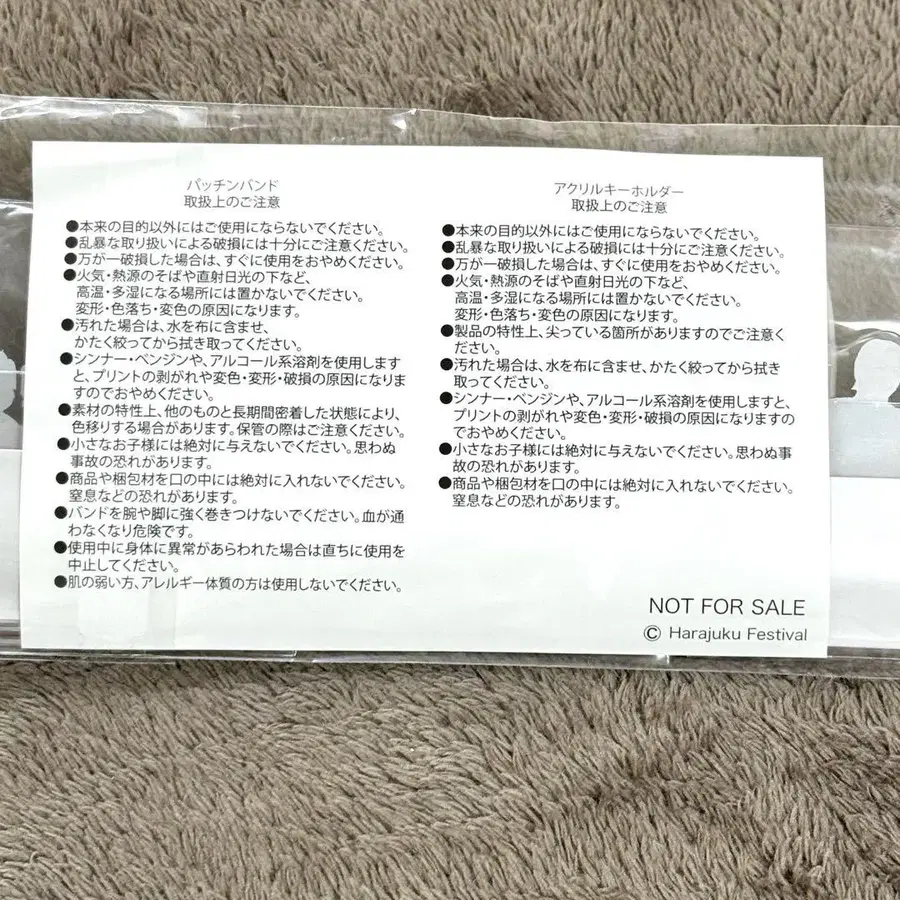 パッチンバンド
取扱上のご注意
●本来の目的以外にはご使用にならないでください。
●乱暴な取り扱いによる破損には十分にご注意ください。
●万が一破損した場合は、すぐに使用をおやめください。
●火気・熱源のそばや直射日光の下など、
高温・多湿になる場所には置かないでください。
変形・色落ち・変色の原因になります。
●汚れた場合は、水を布に含ませ、
かたく絞ってから拭き取ってください。
●シンナー・ベンジンや、アルコール系溶剤を使用します
と、プリントの剥がれや変色・変形・破損の原因になりま
すのでおやめください。
●素材の特性上、他のものと長期間密着した状態により、
色移りする場合があります。保管の際はご注意ください。
●小さなお子様には絶対に与えないでください。思わぬ
事故の恐れがあります。
●商品や梱包材を口の中には絶対に入れないでください。
窒息などの恐れがあります。
●バンドを腕や脚に強く巻きつけないでください。血が通
わなくなり危険です。
●使用中に身体に異常があらわれた場合は直ちに使用を
中止してください。
●肌の弱い方、アレルギー体質の方は使用しないでください。
アクリルキーホルダー
取扱上のご注意
●本来の目的以外にはご使用にならないでください。
●乱暴な取り扱いによる破損には十分にご注意ください。
●万が一破損した場合は、すぐに使用をおやめください。
●火気・熱源のそばや直射日光の下など、
高温・多湿になる場所には置かないでください。
変形・色落ち・変色の原因になります。
●製品の特性上、尖っている箇所がありますのでご注意く
ださい。
●汚れた場合は、水を布に含ませ、かたく絞ってから拭き
取ってください。
●シンナー・ベンジンや、アルコール系溶剤を使用しますと、
プリントの剥がれや変色・変形・破損の原因になりますの
でおやめください。
●小さなお子様には絶対に与えないでください。思わぬ事
故の恐れがあります。
●商品や梱包材を口の中には絶対に入れないでください。
窒息などの恐れがあります。
NOT FOR SALE
© Harajuku Festival